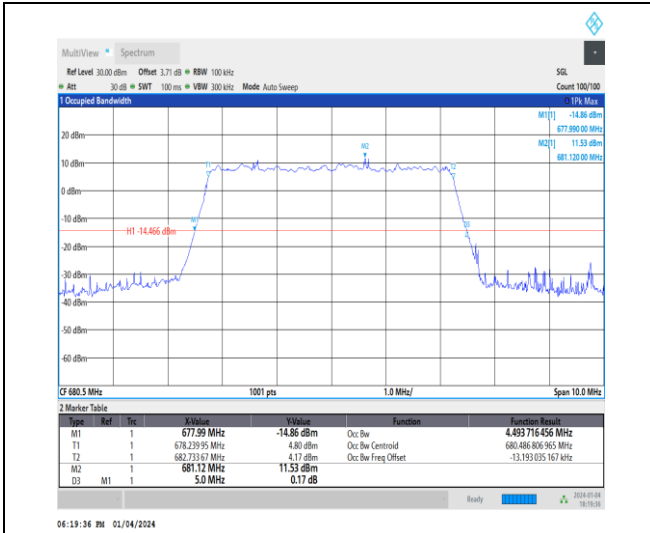 MultiView Spectrum
Ref Level 30.00 dBm Offset 3.71 dB RBW 100 kHz SGL
Att 30 dB SWT 100 ms VBW 300 kHz Mode Auto Sweep Count 100/100
1 Occupied Bandwidth 1Pk Max
M1[1] -14.86 dBm
677.990 00 MHz
M2[1] 11.53 dBm
681.120 00 MHz
20 dBm
M2
10 dBm
T1 T2
0 dBm
-10 dBm
M1
D3
H1 -14.466 dBm
-20 dBm
-30 dBm
-40 dBm
-50 dBm
-60 dBm
CF 680.5 MHz 1001 pts 1.0 MHz/ Span 10.0 MHz
2 Marker Table
Type Ref Trc X-Value Y-Value Function Function Result
M1 1 677.99 MHz -14.86 dBm Occ Bw 4.493 716 456 MHz
T1 1 678.239 95 MHz 4.80 dBm Occ Bw Centroid 680.486 806 965 MHz
T2 1 682.733 67 MHz 4.17 dBm Occ Bw Freq Offset -13.193 035 167 kHz
M2 1 681.12 MHz 11.53 dBm
D3 M1 1 5.0 MHz 0.17 dB
Ready 2024-01-04
18:19:36
06:19:36 PM 01/04/2024